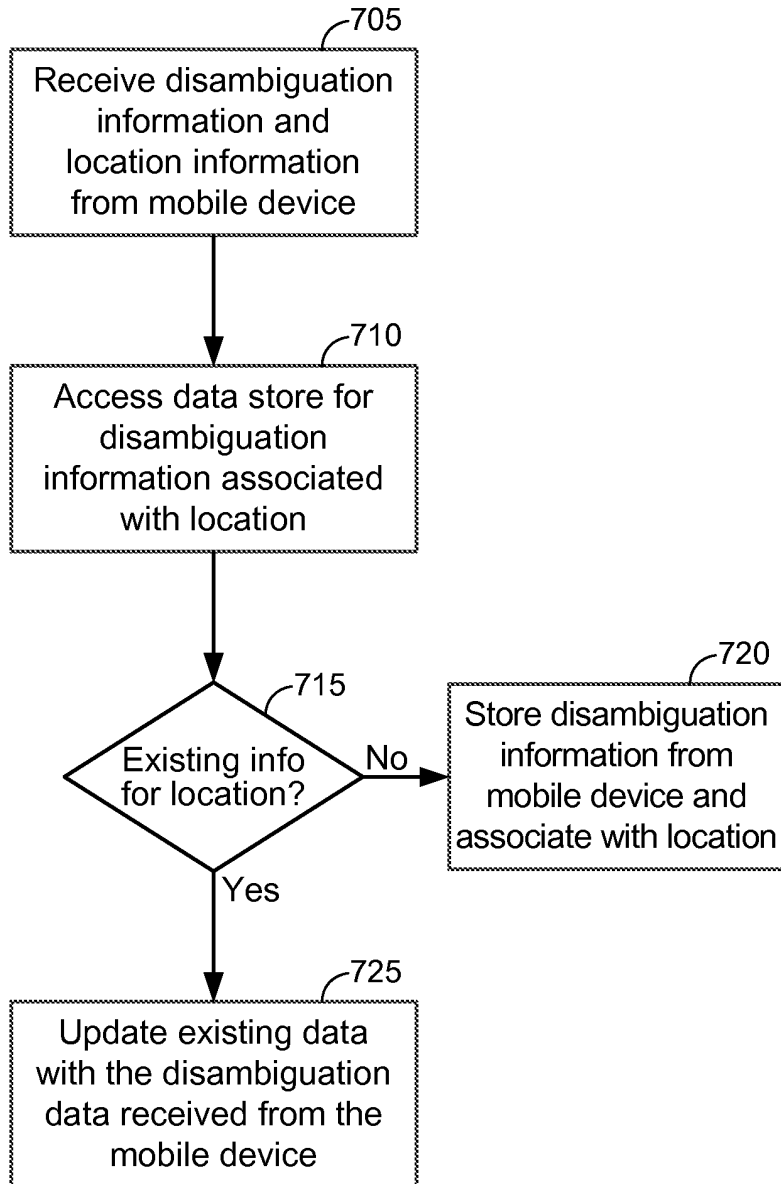 705
Receive disambiguation
information and
location information
from mobile device
710
Access data store for
disambiguation
information associated
with location
715
Existing info
for location?
No
720
Store disambiguation
information from
mobile device and
associate with location
Yes
725
Update existing data
with the disambiguation
data received from the
mobile device